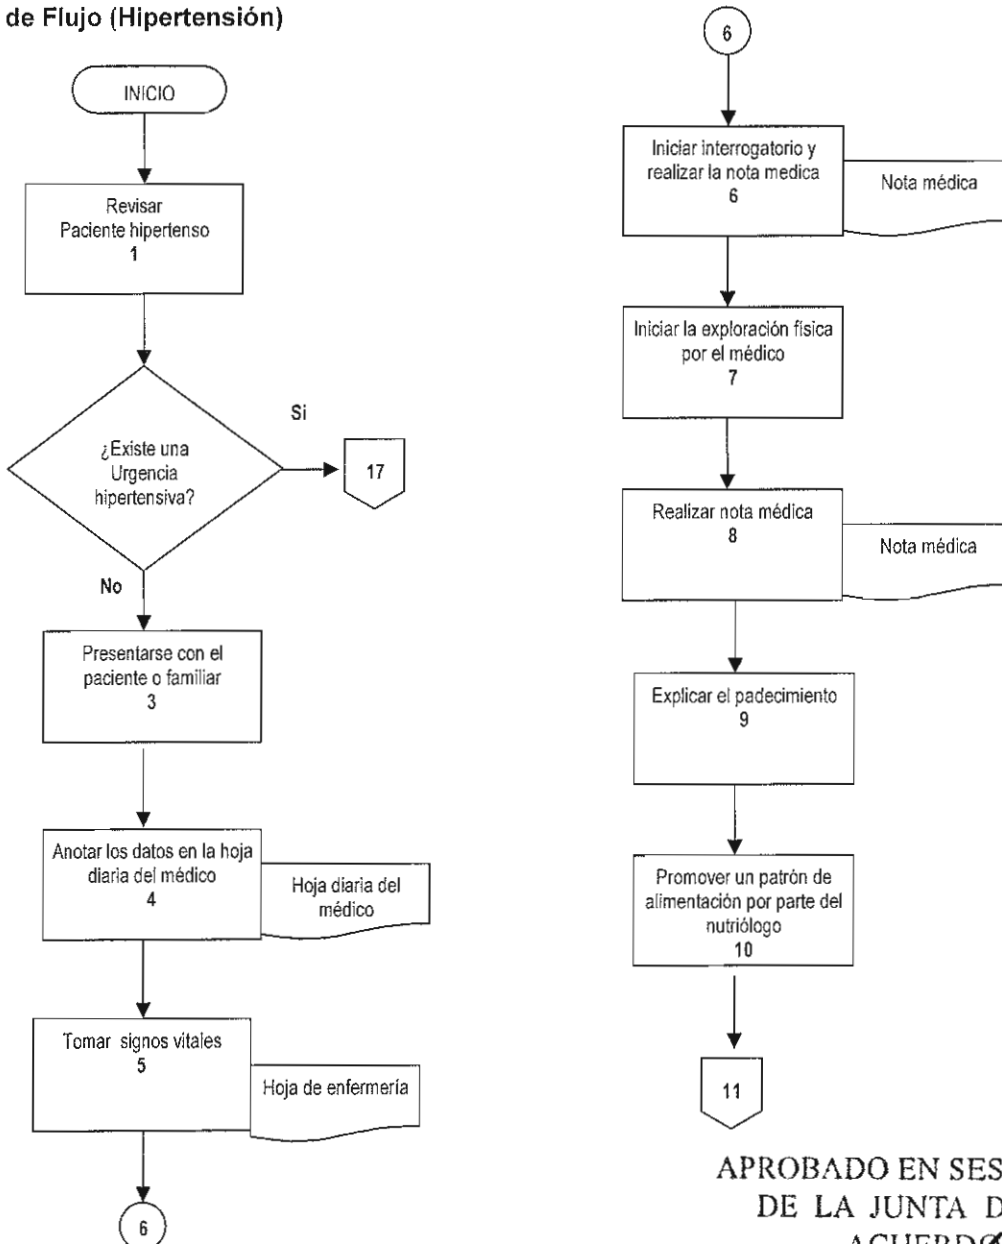 de Flujo (Hipertensión)
INICIO
Revisar
Paciente hipertenso
1
¿Existe una
Urgencia
hipertensiva?
Si
17
No
Presentarse con el
paciente o familiar
3
Anotar los datos en la hoja
diaria del médico
4
Hoja diaria del
médico
Tomar signos vitales
5
Hoja de enfermería
6
6
Iniciar interrogatorio y
realizar la nota medica
6
Nota médica
Iniciar la exploración física
por el médico
7
Realizar nota médica
8
Nota médica
Explicar el padecimiento
9
Promover un patrón de
alimentación por parte del
nutriólogo
10
11
APROBADO EN SES
DE LA JUNTA D
ACUERDO